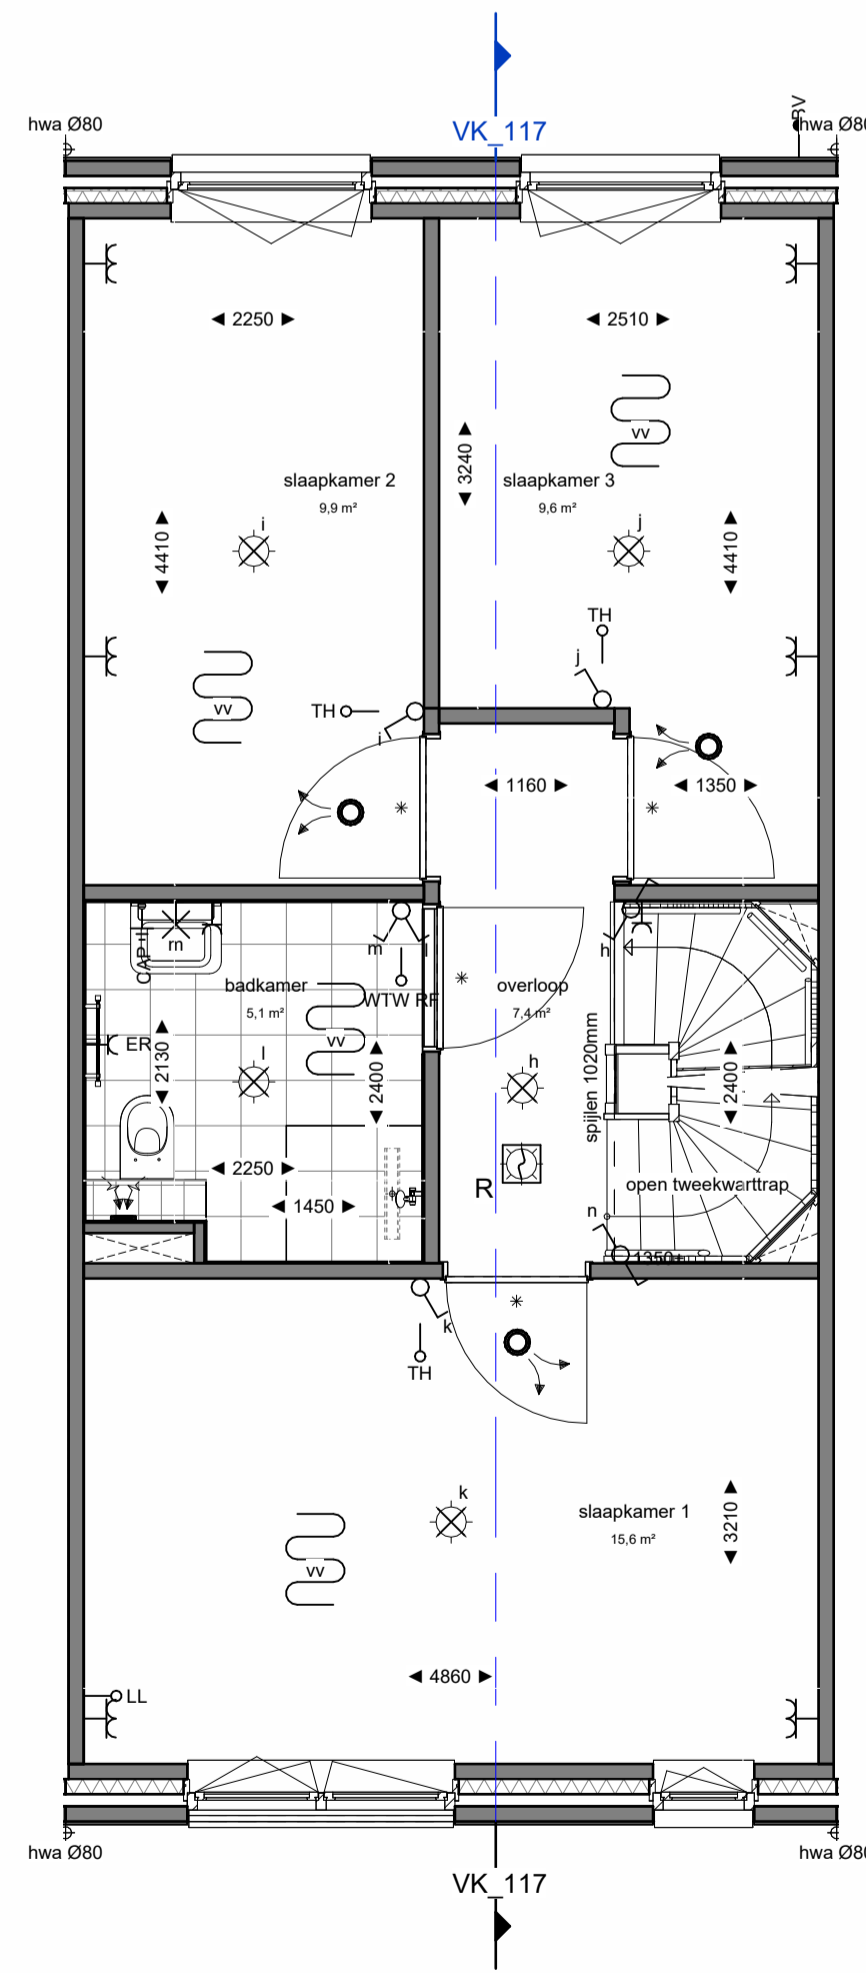 VK_117
hwa Ø80
hwa Ø80
◄ 2250 ►
◄ 2510 ►
vv
◄ 3240 ►
slaapkamer 2
9,9 m²
slaapkamer 3
9,6 m²
i
j
◄ 4410 ►
◄ 4410 ►
TH
j
vv
TH
i
◄ 1160 ►
◄ 1350 ►
rn
m
l
h
badkamer
5,1 m²
overloop
7,4 m²
WTW RF
vv
ER
◄ 2130 ►
l
◄ 2400 ►
h
spijlen 1020mm
◄ 2400 ►
◄ 2250 ►
◄ 1450 ►
R
open tweekwarttrap
n
1350+
k
TH
k
slaapkamer 1
15,6 m²
◄ 3210 ►
vv
◄ 4860 ►
LL
hwa Ø80
hwa Ø80
VK_117